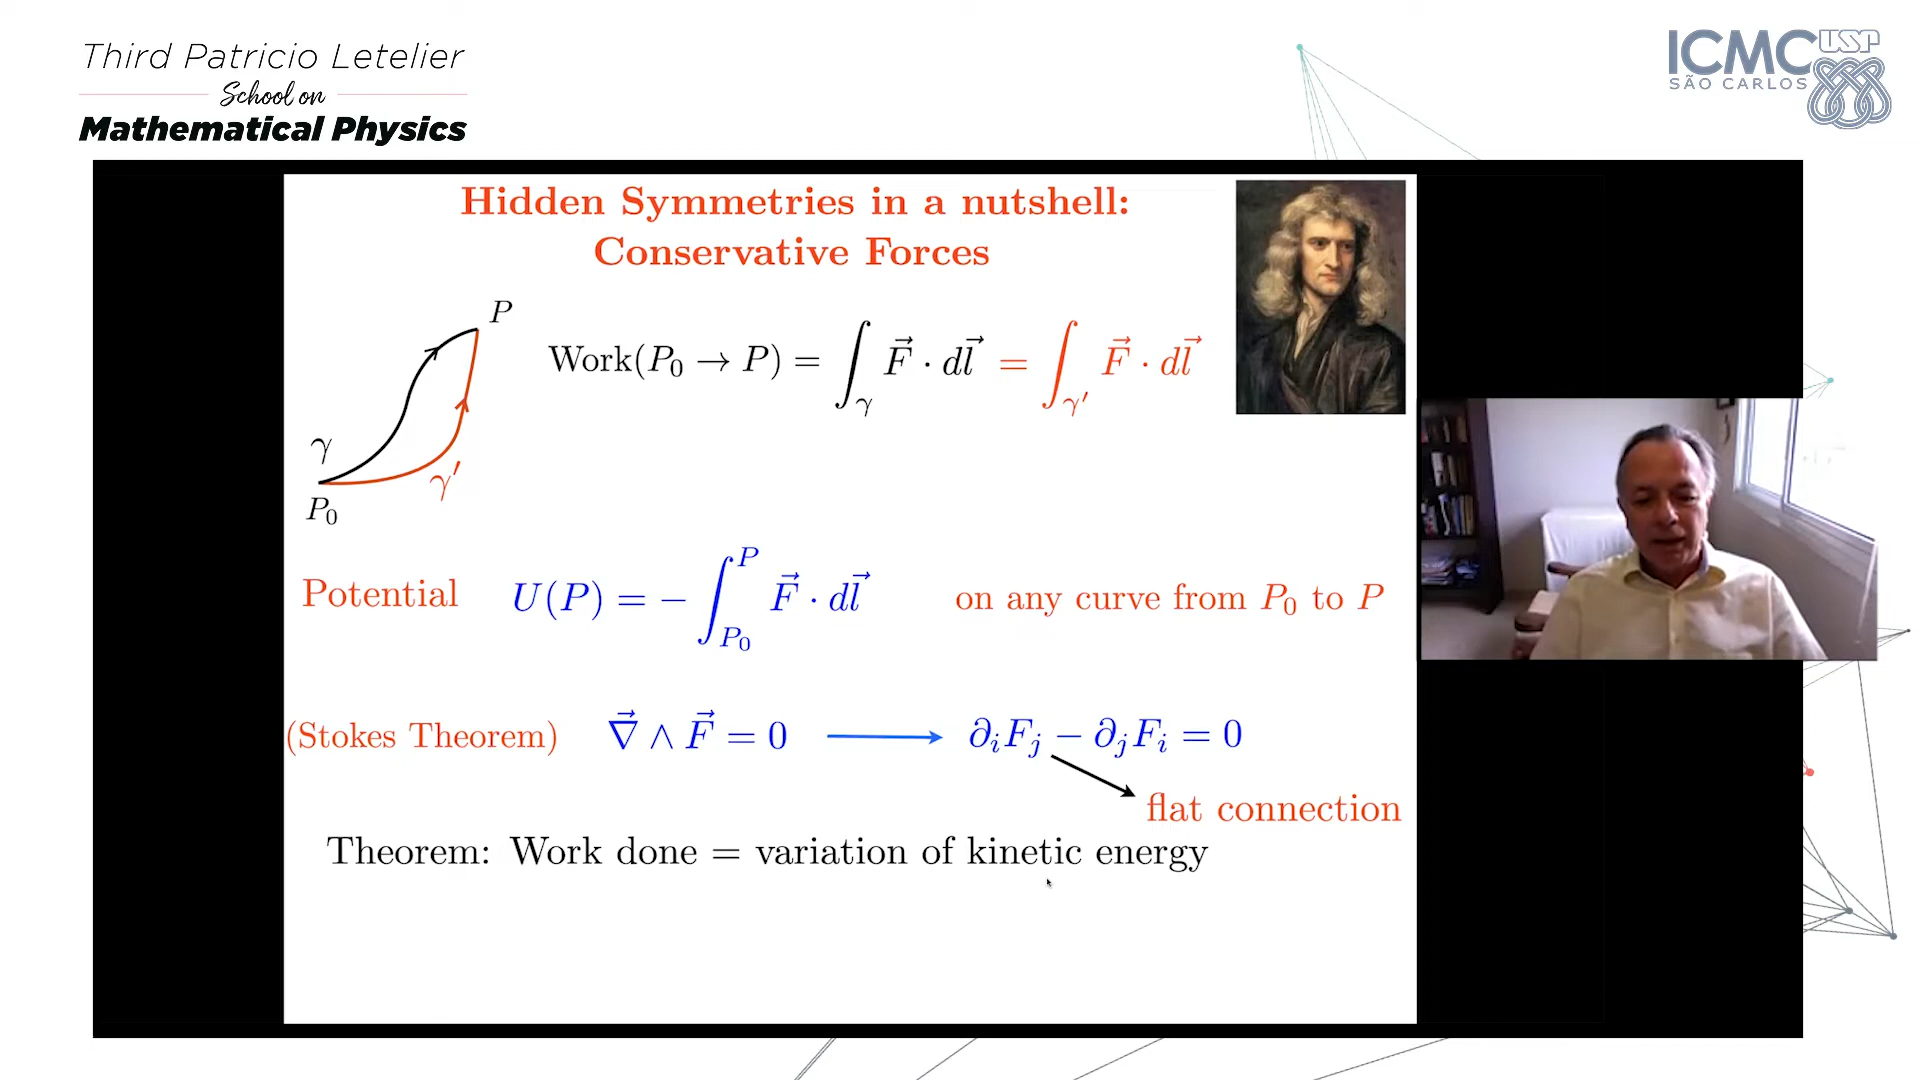 Third Patricio Letelier
School on
Mathematical Physics
ICMC USP
SÃO CARLOS
Hidden Symmetries in a nutshell:
Conservative Forces
P
γ
γ′
P₀
Work(P₀ → P) = ∫_γ F⃗ · dl⃗ = ∫_γ′ F⃗ · dl⃗
Potential U(P) = − ∫_{P₀}^{P} F⃗ · dl⃗ on any curve from P₀ to P
(Stokes Theorem) ∇⃗ ∧ F⃗ = 0 ⟶ ∂ᵢFⱼ − ∂ⱼFᵢ = 0
flat connection
Theorem: Work done = variation of kinetic energy